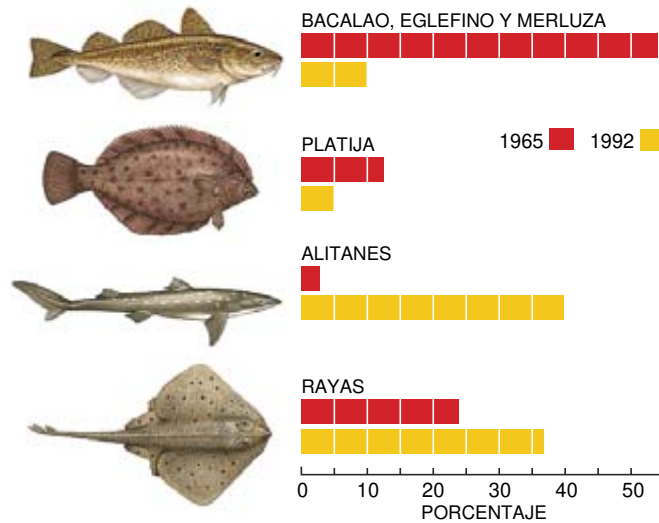 BACALAO, EGLEFINO Y MERLUZA
PLATIJA
1965 1992
ALITANES
RAYAS
0 10 20 30 40 50
PORCENTAJE